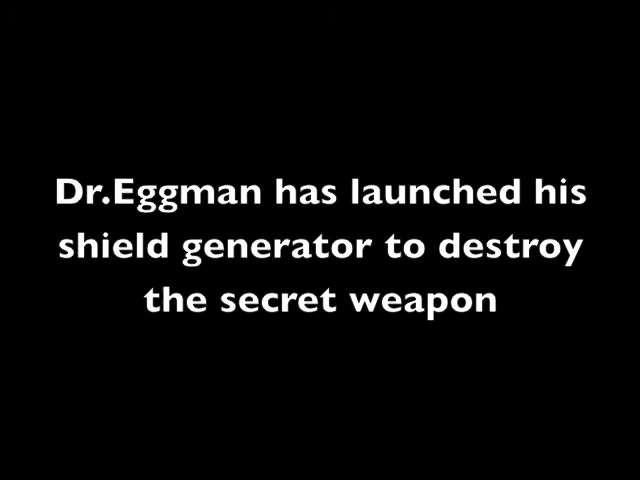 Dr.Eggman has launched his
shield generator to destroy
the secret weapon